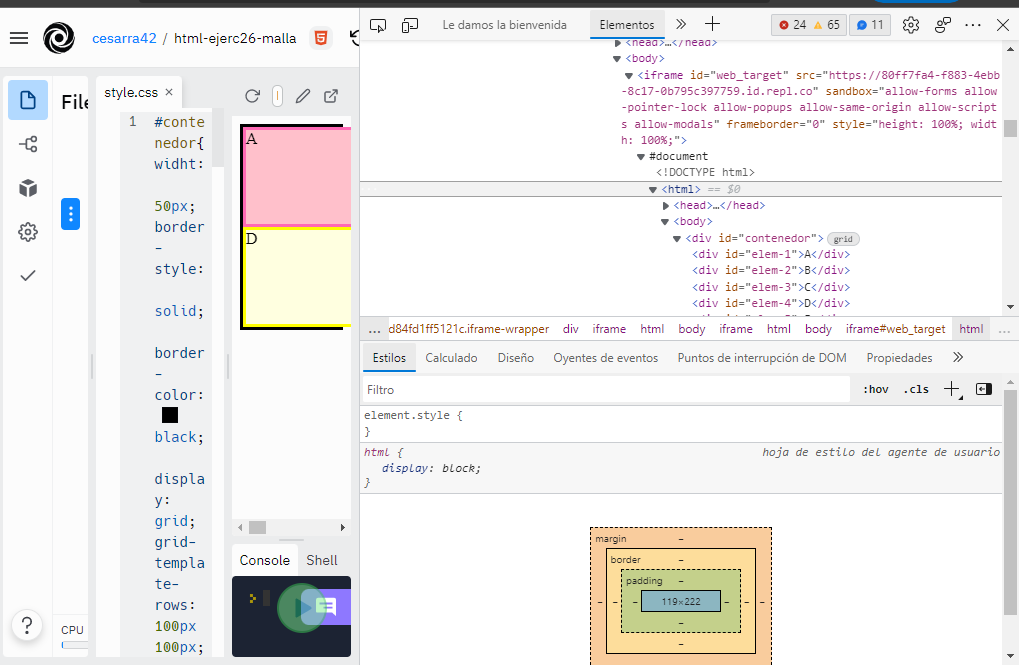 cesarra42 / html-ejerc26-malla
File
style.css ×
1
#conte
nedor{
widht:
50px;
border
-
style:
solid;
border
-
color:
black;
displa
y:
grid;
grid-
templa
te-
rows:
100px
100px;
CPU
?
A
D
Console
Shell
Le damos la bienvenida
Elementos
24
65
11
<head>…</head>
<body>
<iframe id="web_target" src="https://80ff7fa4-f883-4ebb
-8c17-0b795c397759.id.repl.co" sandbox="allow-forms allow
-pointer-lock allow-popups allow-same-origin allow-script
s allow-modals" frameborder="0" style="height: 100%; widt
h: 100%;">
#document
<!DOCTYPE html>
<html> == $0
<head>…</head>
<body>
<div id="contenedor"> grid
<div id="elem-1">A</div>
<div id="elem-2">B</div>
<div id="elem-3">C</div>
<div id="elem-4">D</div>
... d84fd1ff5121c.iframe-wrapper div iframe html body iframe html body iframe#web_target html ...
Estilos Calculado Diseño Oyentes de eventos Puntos de interrupción de DOM Propiedades
Filtro
:hov .cls
element.style {
}
html {
hoja de estilo del agente de usuario
display: block;
}
margin –
border –
padding –
– – – 119×222 – – –
–
–